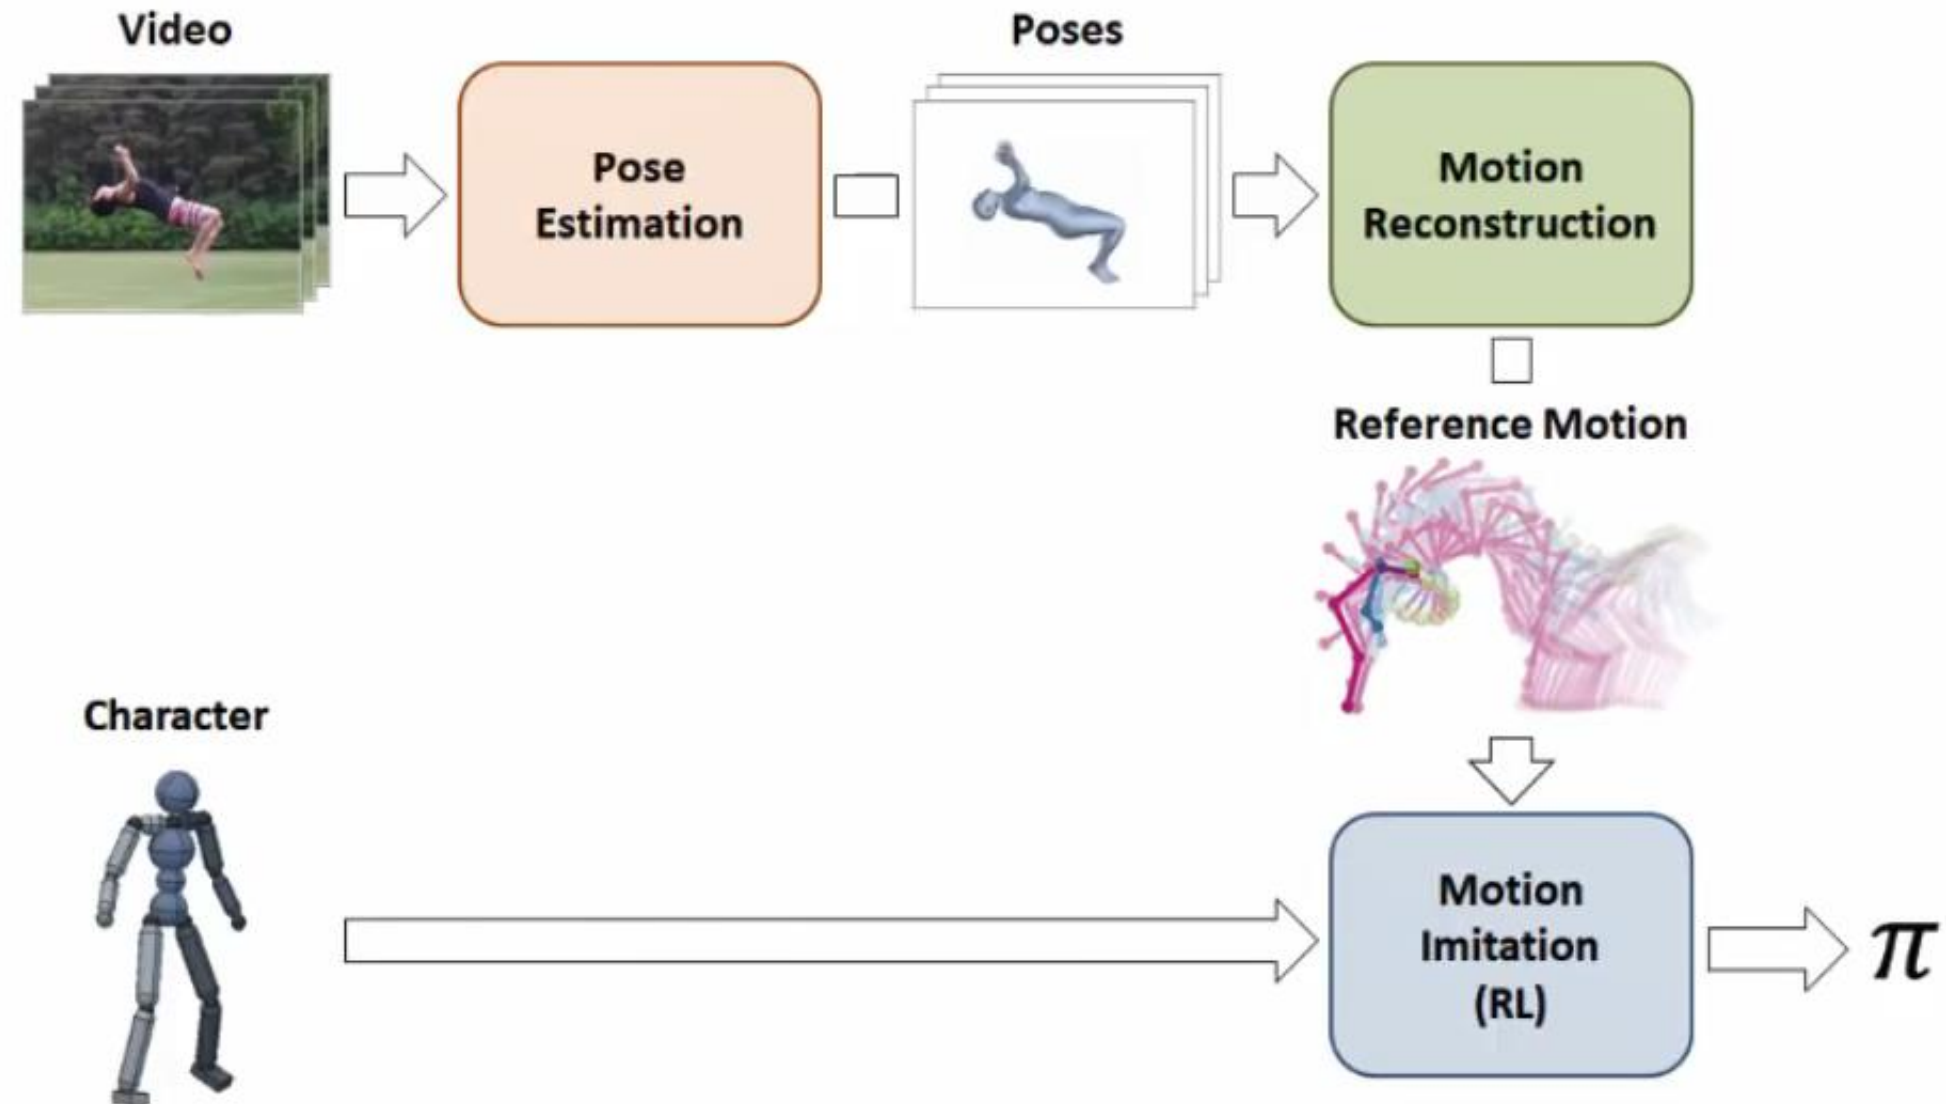 Video
Poses
Pose
Estimation
Motion
Reconstruction
Reference Motion
Character
Motion
Imitation
(RL)
π